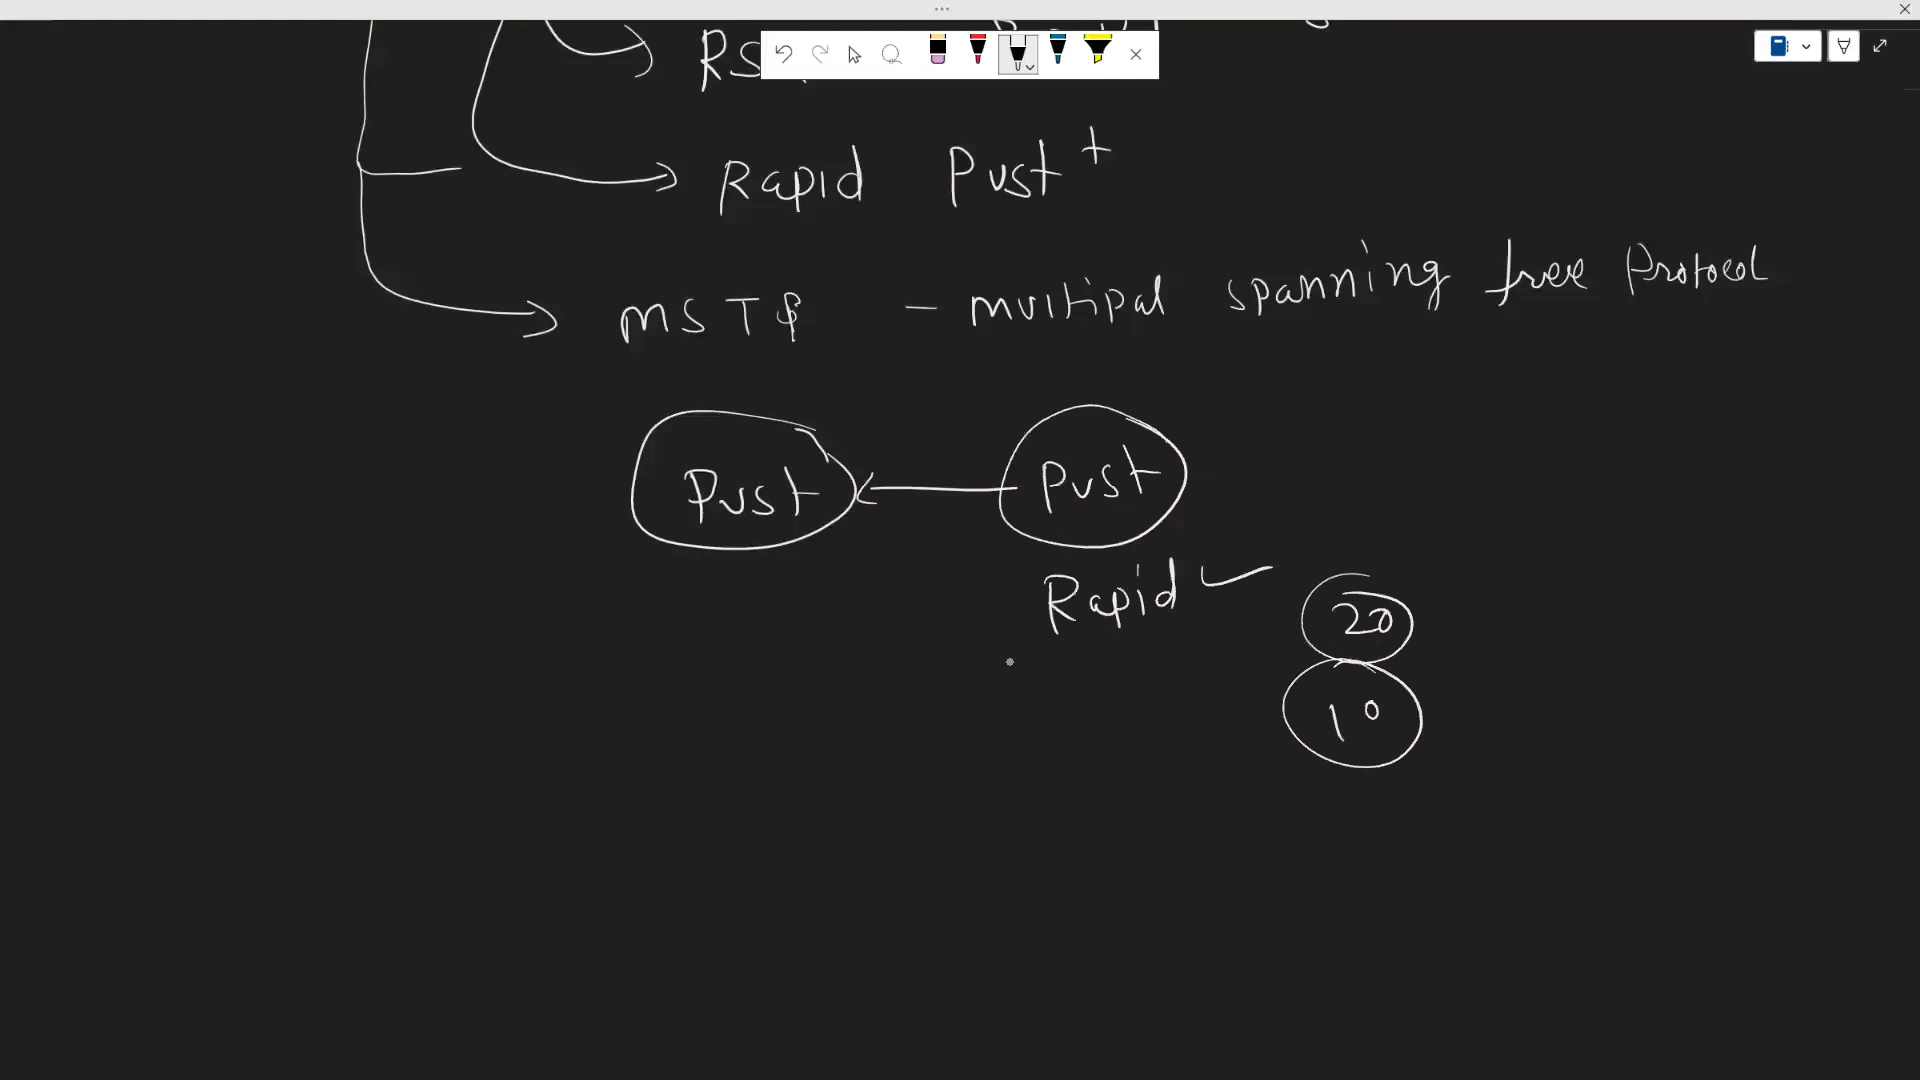 RS
Rapid Pvst +
MSTP - multipal spanning tree Protocol
Pvst Pvst
Rapid
20
10